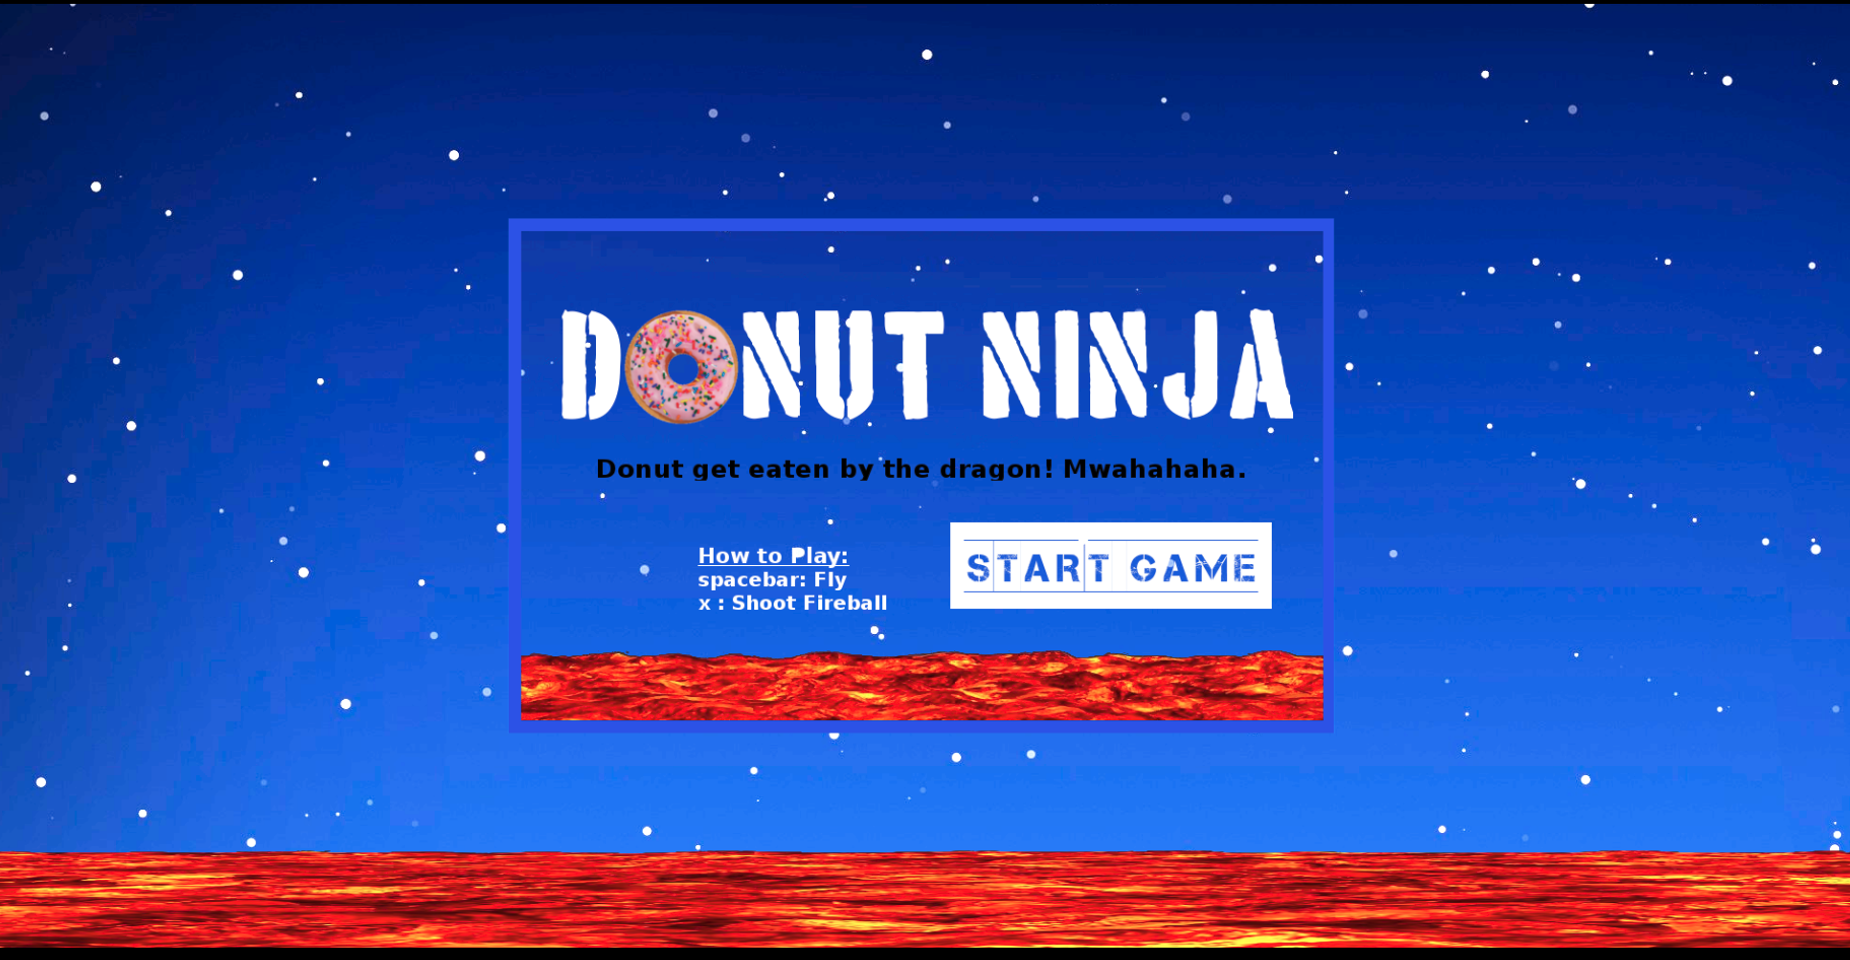 DONUT NINJA
Donut get eaten by the dragon! Mwahahaha.
How to Play:
spacebar: Fly
x : Shoot Fireball
START GAME